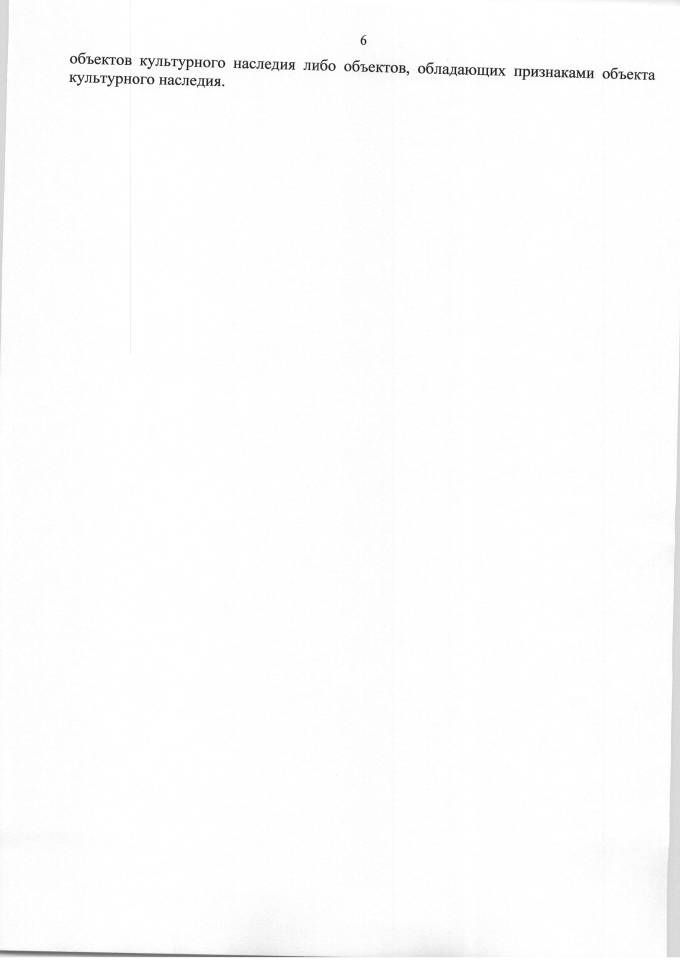 6
объектов культурного наследия либо объектов, обладающих признаками объекта
культурного наследия.